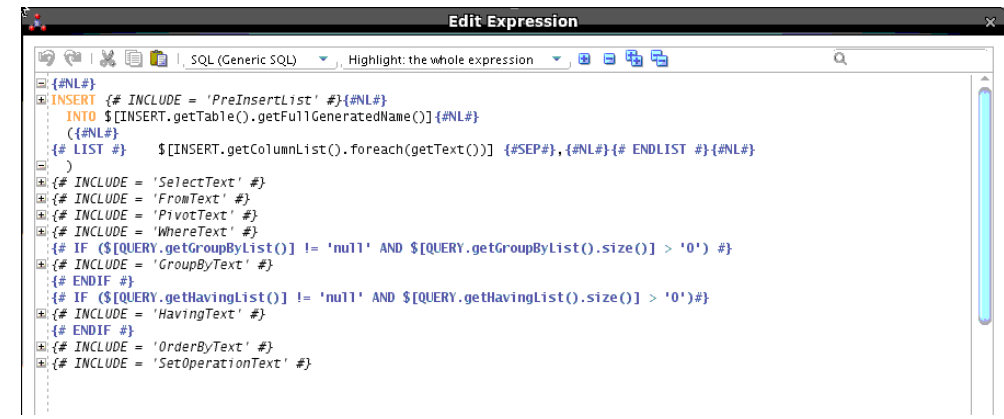 Edit Expression
SQL (Generic SQL) Highlight: the whole expression
{#NL#}
INSERT {# INCLUDE = 'PreInsertList' #}{#NL#}
INTO $[INSERT.getTable().getFullGeneratedName()]{#NL#}
({#NL#}
{# LIST #} $[INSERT.getColumnList().foreach(getText())] {#SEP#},{#NL#}{# ENDLIST #}{#NL#}
)
{# INCLUDE = 'SelectText' #}
{# INCLUDE = 'FromText' #}
{# INCLUDE = 'PivotText' #}
{# INCLUDE = 'WhereText' #}
{# IF ($[QUERY.getGroupByList()] != 'null' AND $[QUERY.getGroupByList().size()] > '0') #}
{# INCLUDE = 'GroupByText' #}
{# ENDIF #}
{# IF ($[QUERY.getHavingList()] != 'null' AND $[QUERY.getHavingList().size()] > '0')#}
{# INCLUDE = 'HavingText' #}
{# ENDIF #}
{# INCLUDE = 'OrderByText' #}
{# INCLUDE = 'SetOperationText' #}